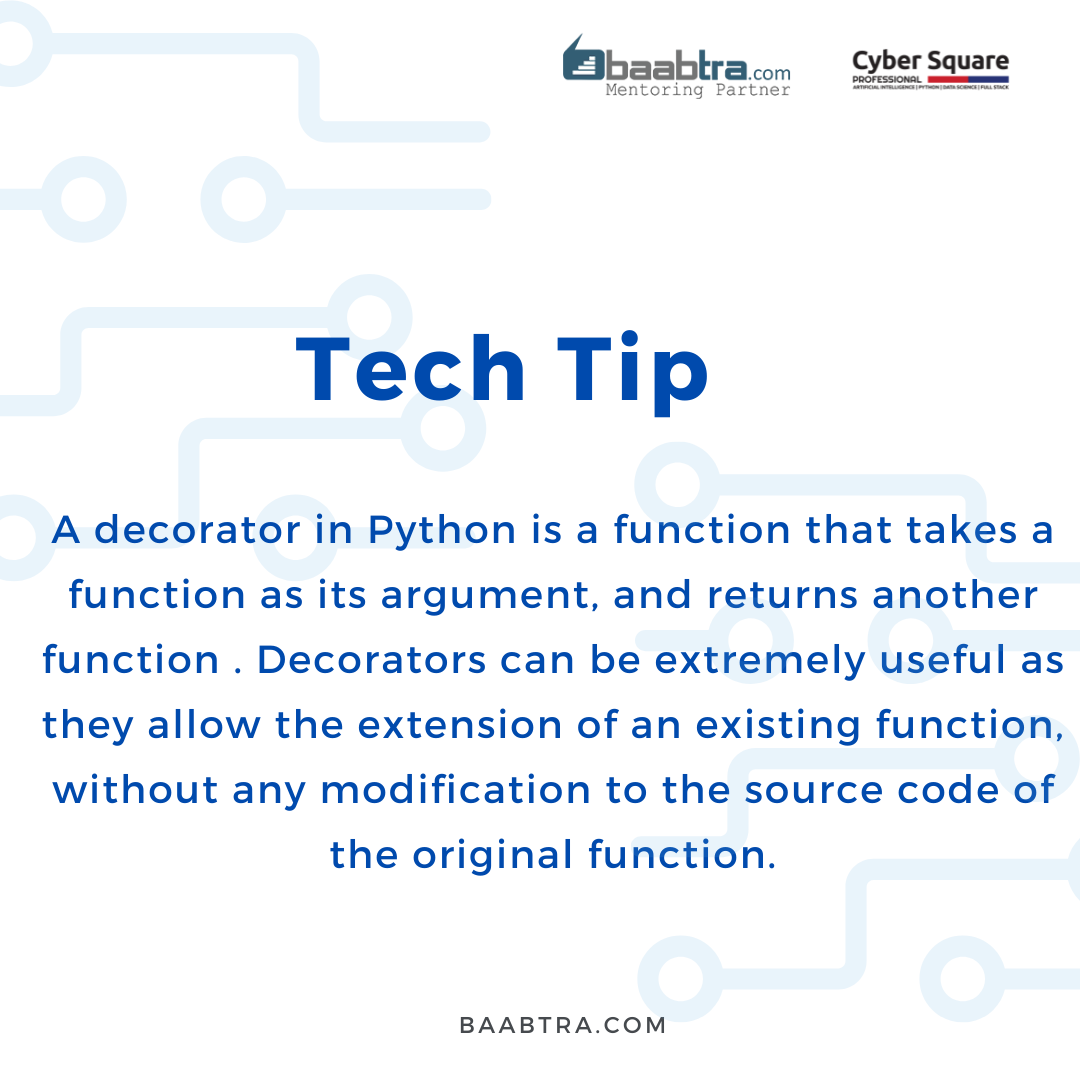 baabtra.com
Mentoring Partner
Cyber Square
PROFESSIONAL
ARTIFICIAL INTELLIGENCE | PYTHON | DATA SCIENCE | FULL STACK
Tech Tip
A decorator in Python is a function that takes a
function as its argument, and returns another
function . Decorators can be extremely useful as
they allow the extension of an existing function,
without any modification to the source code of
the original function.
BAABTRA.COM